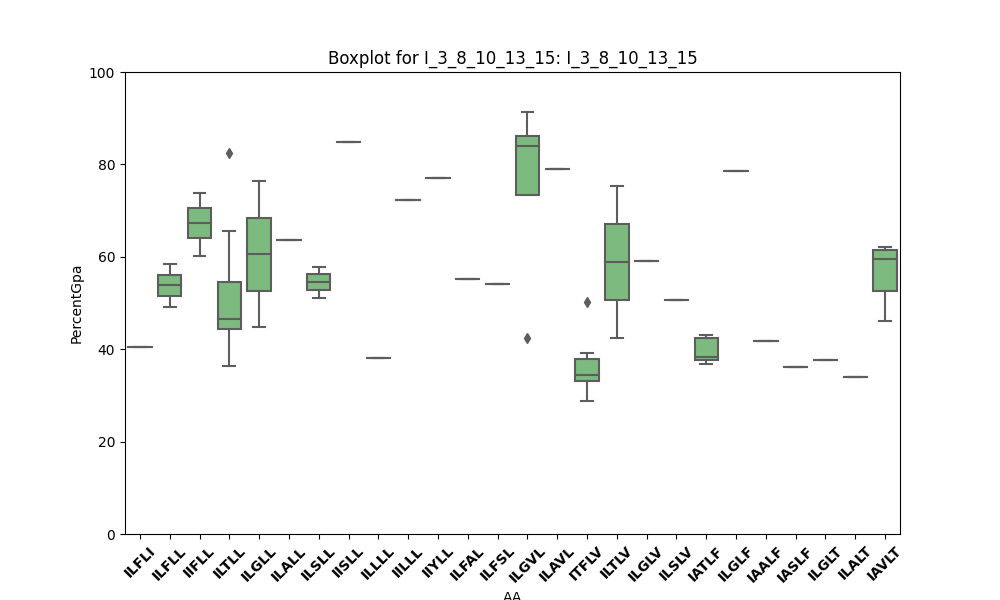 Boxplot for I_3_8_10_13_15: I_3_8_10_13_15
100
80
60
40
20
0
PercentGpa
ILFLI ILFLL IIFLL ILTLL ILGLL ILALL ILSLL IISLL ILLLL IILLL IIYLL ILFAL ILFSL ILGVL ILAVL ITFLV ILTLV ILGLV ILSLV IATLF ILGLF IAALF IASLF ILGLT ILALT IAVLT
AA